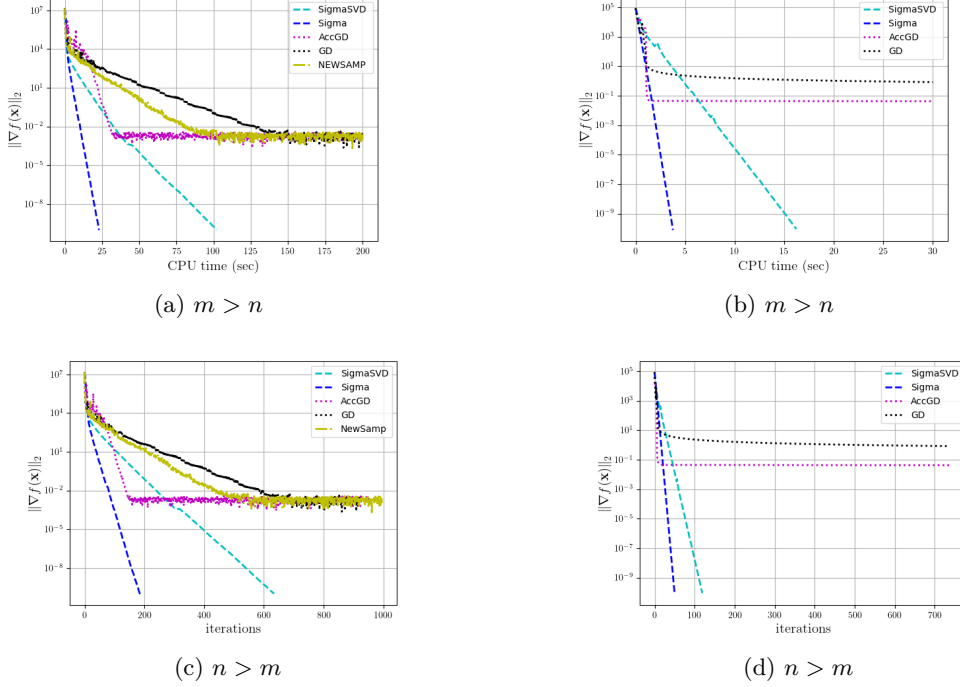 10^7
10^4
10^1
10^{-2}
10^{-5}
10^{-8}
‖∇f(x)‖_2
SigmaSVD
Sigma
AccGD
GD
NEWSAMP
0 25 50 75 100 125 150 175 200
CPU time (sec)
(a) m > n
10^5
10^3
10^1
10^{-1}
10^{-3}
10^{-5}
10^{-7}
10^{-9}
‖∇f(x)‖_2
SigmaSVD
Sigma
AccGD
GD
0 5 10 15 20 25 30
CPU time (sec)
(b) m > n
10^7
10^4
10^1
10^{-2}
10^{-5}
10^{-8}
‖∇f(x)‖_2
SigmaSVD
Sigma
AccGD
GD
NewSamp
0 200 400 600 800 1000
iterations
(c) n > m
10^5
10^3
10^1
10^{-1}
10^{-3}
10^{-5}
10^{-7}
10^{-9}
‖∇f(x)‖_2
SigmaSVD
Sigma
AccGD
GD
0 100 200 300 400 500 600 700
iterations
(d) n > m